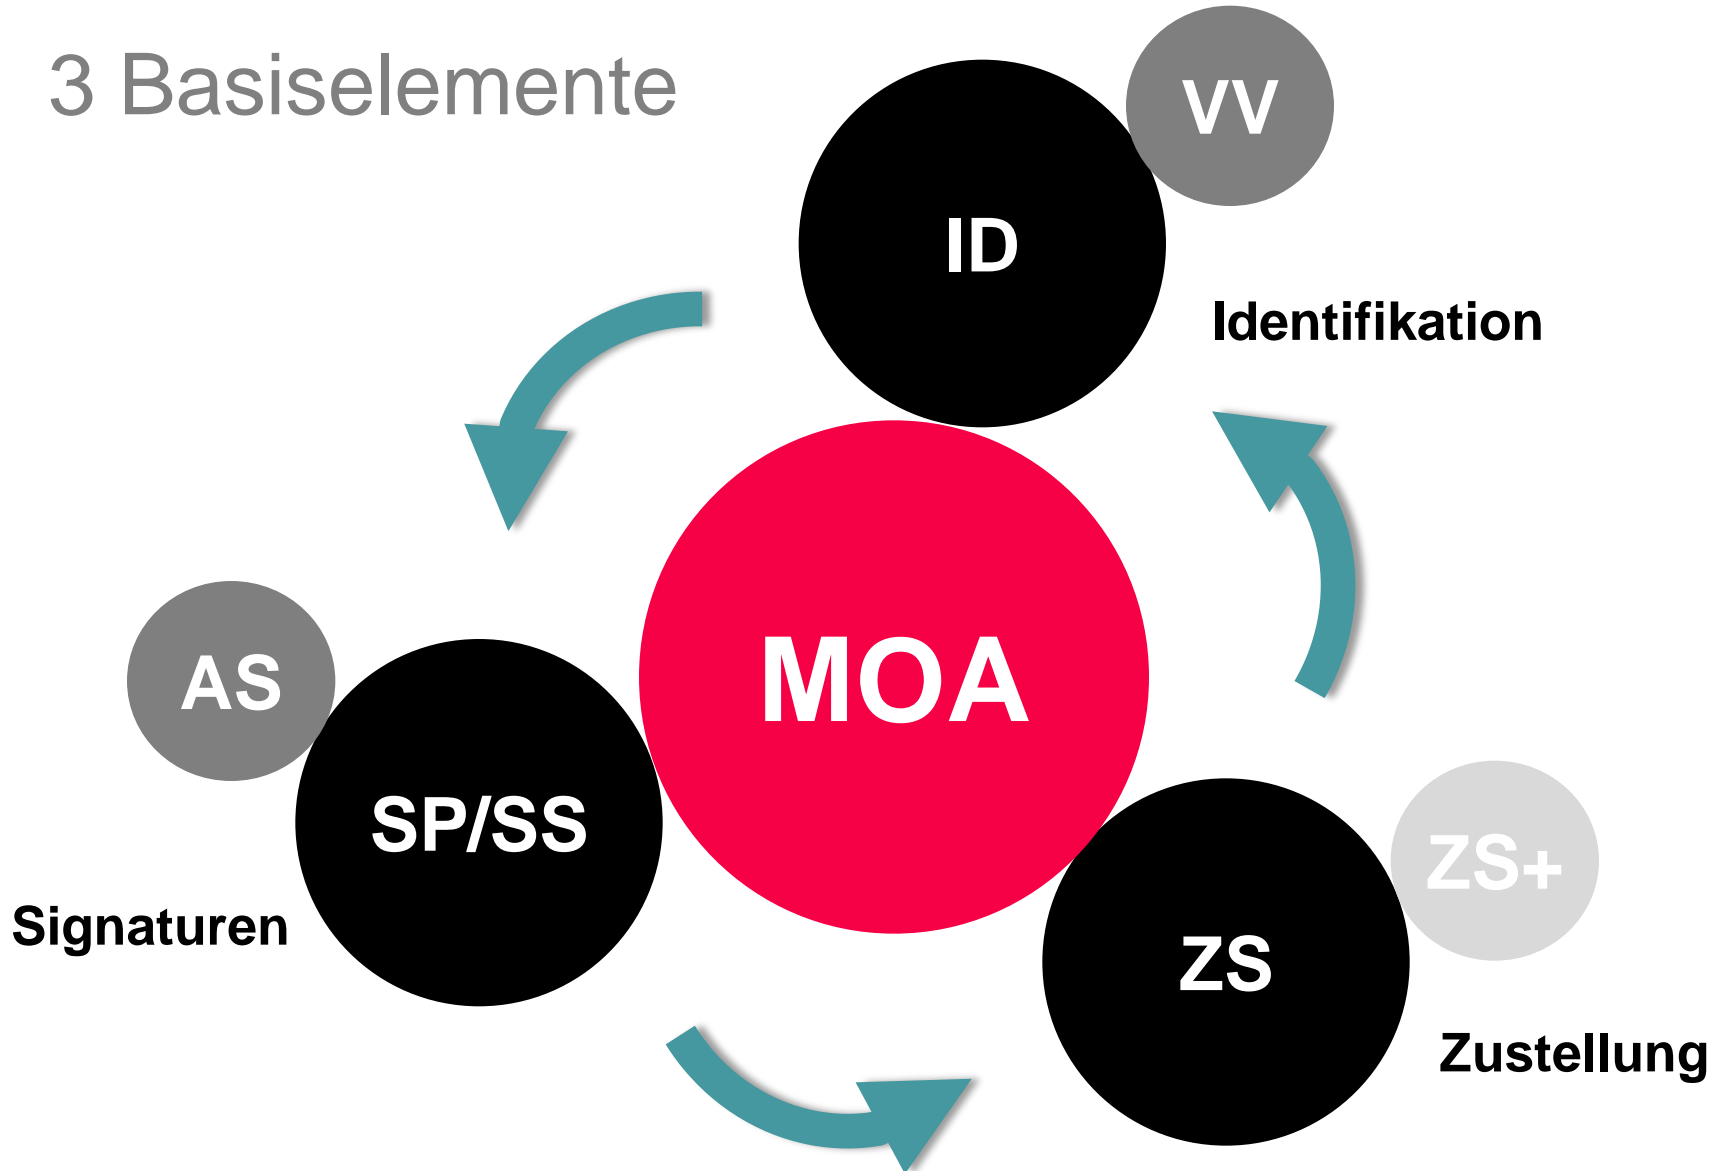 3 Basiselemente
VV
ID
Identifikation
MOA
AS
SP/SS
Signaturen
ZS+
ZS
Zustellung